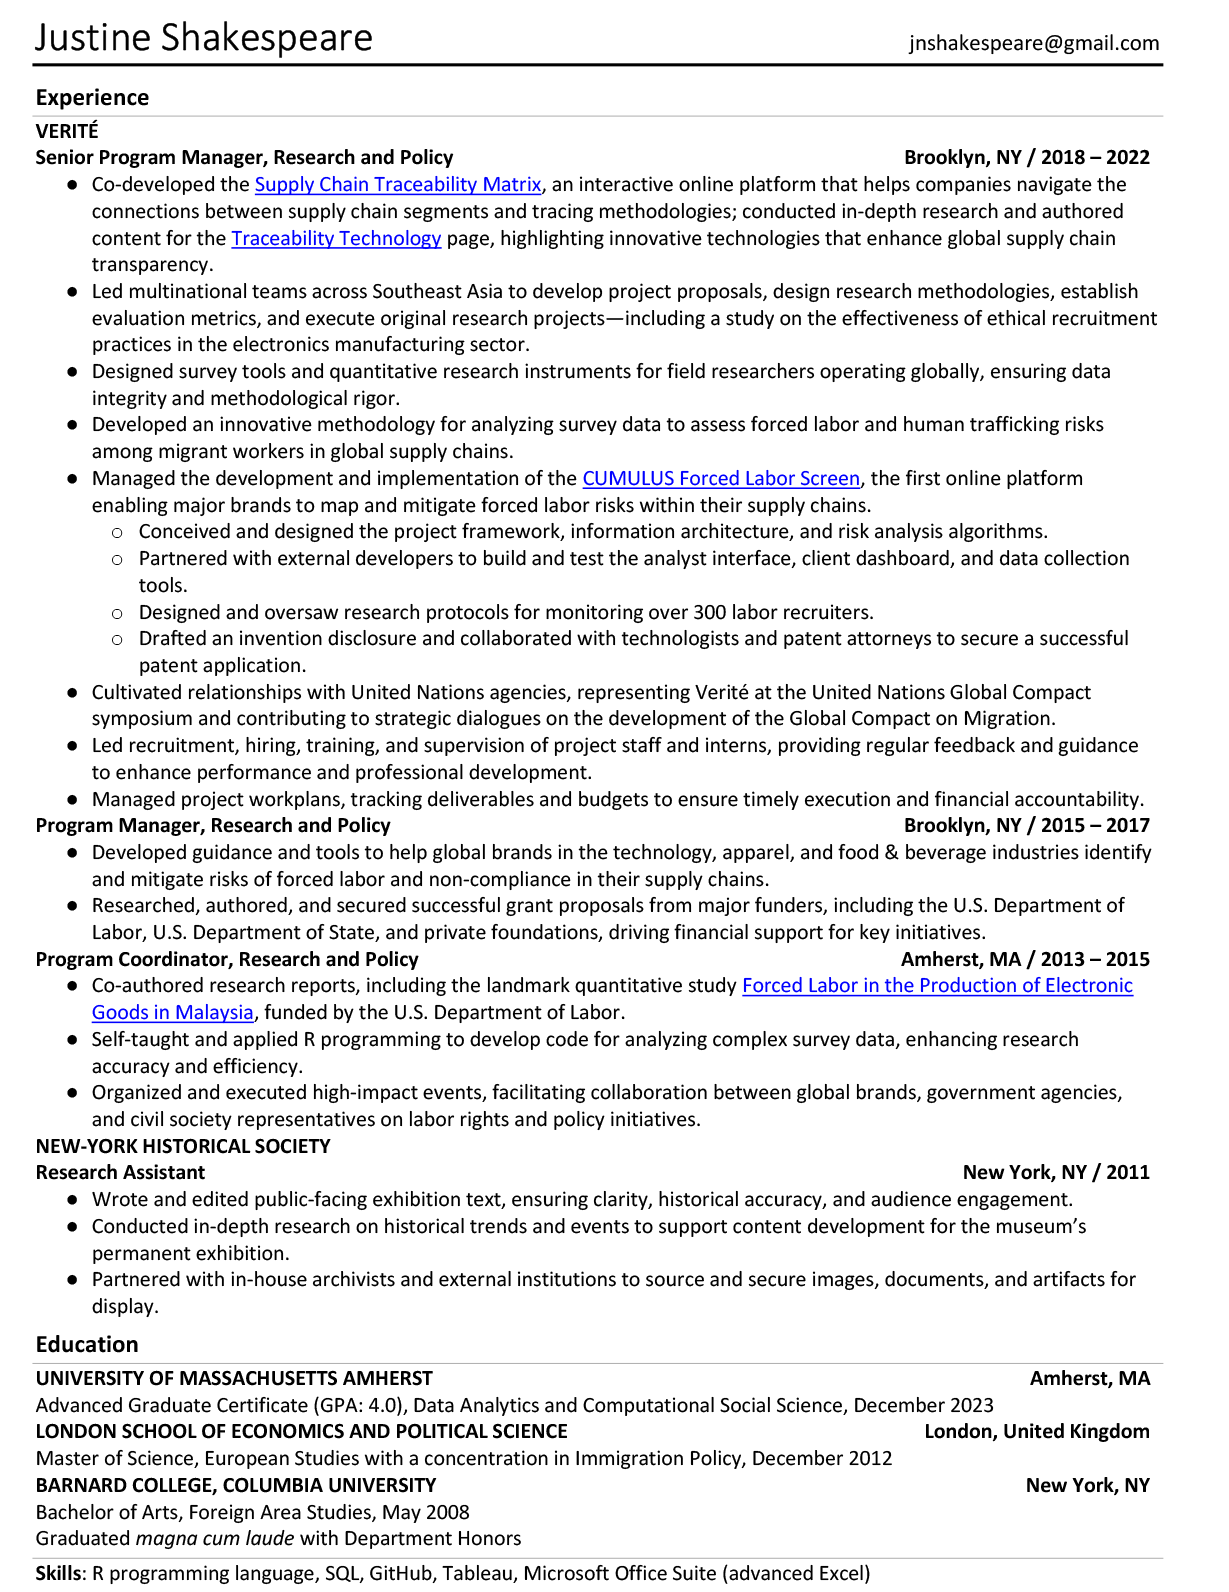 Justine Shakespeare
jnshakespeare@gmail.com
Experience
VERITÉ
Senior Program Manager, Research and Policy Brooklyn, NY / 2018 – 2022
● Co-developed the Supply Chain Traceability Matrix, an interactive online platform that helps companies navigate the
connections between supply chain segments and tracing methodologies; conducted in-depth research and authored
content for the Traceability Technology page, highlighting innovative technologies that enhance global supply chain
transparency.
● Led multinational teams across Southeast Asia to develop project proposals, design research methodologies, establish
evaluation metrics, and execute original research projects—including a study on the effectiveness of ethical recruitment
practices in the electronics manufacturing sector.
● Designed survey tools and quantitative research instruments for field researchers operating globally, ensuring data
integrity and methodological rigor.
● Developed an innovative methodology for analyzing survey data to assess forced labor and human trafficking risks
among migrant workers in global supply chains.
● Managed the development and implementation of the CUMULUS Forced Labor Screen, the first online platform
enabling major brands to map and mitigate forced labor risks within their supply chains.
○ Conceived and designed the project framework, information architecture, and risk analysis algorithms.
○ Partnered with external developers to build and test the analyst interface, client dashboard, and data collection
tools.
○ Designed and oversaw research protocols for monitoring over 300 labor recruiters.
○ Drafted an invention disclosure and collaborated with technologists and patent attorneys to secure a successful
patent application.
● Cultivated relationships with United Nations agencies, representing Verité at the United Nations Global Compact
symposium and contributing to strategic dialogues on the development of the Global Compact on Migration.
● Led recruitment, hiring, training, and supervision of project staff and interns, providing regular feedback and guidance
to enhance performance and professional development.
● Managed project workplans, tracking deliverables and budgets to ensure timely execution and financial accountability.
Program Manager, Research and Policy Brooklyn, NY / 2015 – 2017
● Developed guidance and tools to help global brands in the technology, apparel, and food & beverage industries identify
and mitigate risks of forced labor and non-compliance in their supply chains.
● Researched, authored, and secured successful grant proposals from major funders, including the U.S. Department of
Labor, U.S. Department of State, and private foundations, driving financial support for key initiatives.
Program Coordinator, Research and Policy Amherst, MA / 2013 – 2015
● Co-authored research reports, including the landmark quantitative study Forced Labor in the Production of Electronic
Goods in Malaysia, funded by the U.S. Department of Labor.
● Self-taught and applied R programming to develop code for analyzing complex survey data, enhancing research
accuracy and efficiency.
● Organized and executed high-impact events, facilitating collaboration between global brands, government agencies,
and civil society representatives on labor rights and policy initiatives.
NEW-YORK HISTORICAL SOCIETY
Research Assistant New York, NY / 2011
● Wrote and edited public-facing exhibition text, ensuring clarity, historical accuracy, and audience engagement.
● Conducted in-depth research on historical trends and events to support content development for the museum’s
permanent exhibition.
● Partnered with in-house archivists and external institutions to source and secure images, documents, and artifacts for
display.
Education
UNIVERSITY OF MASSACHUSETTS AMHERST Amherst, MA
Advanced Graduate Certificate (GPA: 4.0), Data Analytics and Computational Social Science, December 2023
LONDON SCHOOL OF ECONOMICS AND POLITICAL SCIENCE London, United Kingdom
Master of Science, European Studies with a concentration in Immigration Policy, December 2012
BARNARD COLLEGE, COLUMBIA UNIVERSITY New York, NY
Bachelor of Arts, Foreign Area Studies, May 2008
Graduated magna cum laude with Department Honors
Skills: R programming language, SQL, GitHub, Tableau, Microsoft Office Suite (advanced Excel)